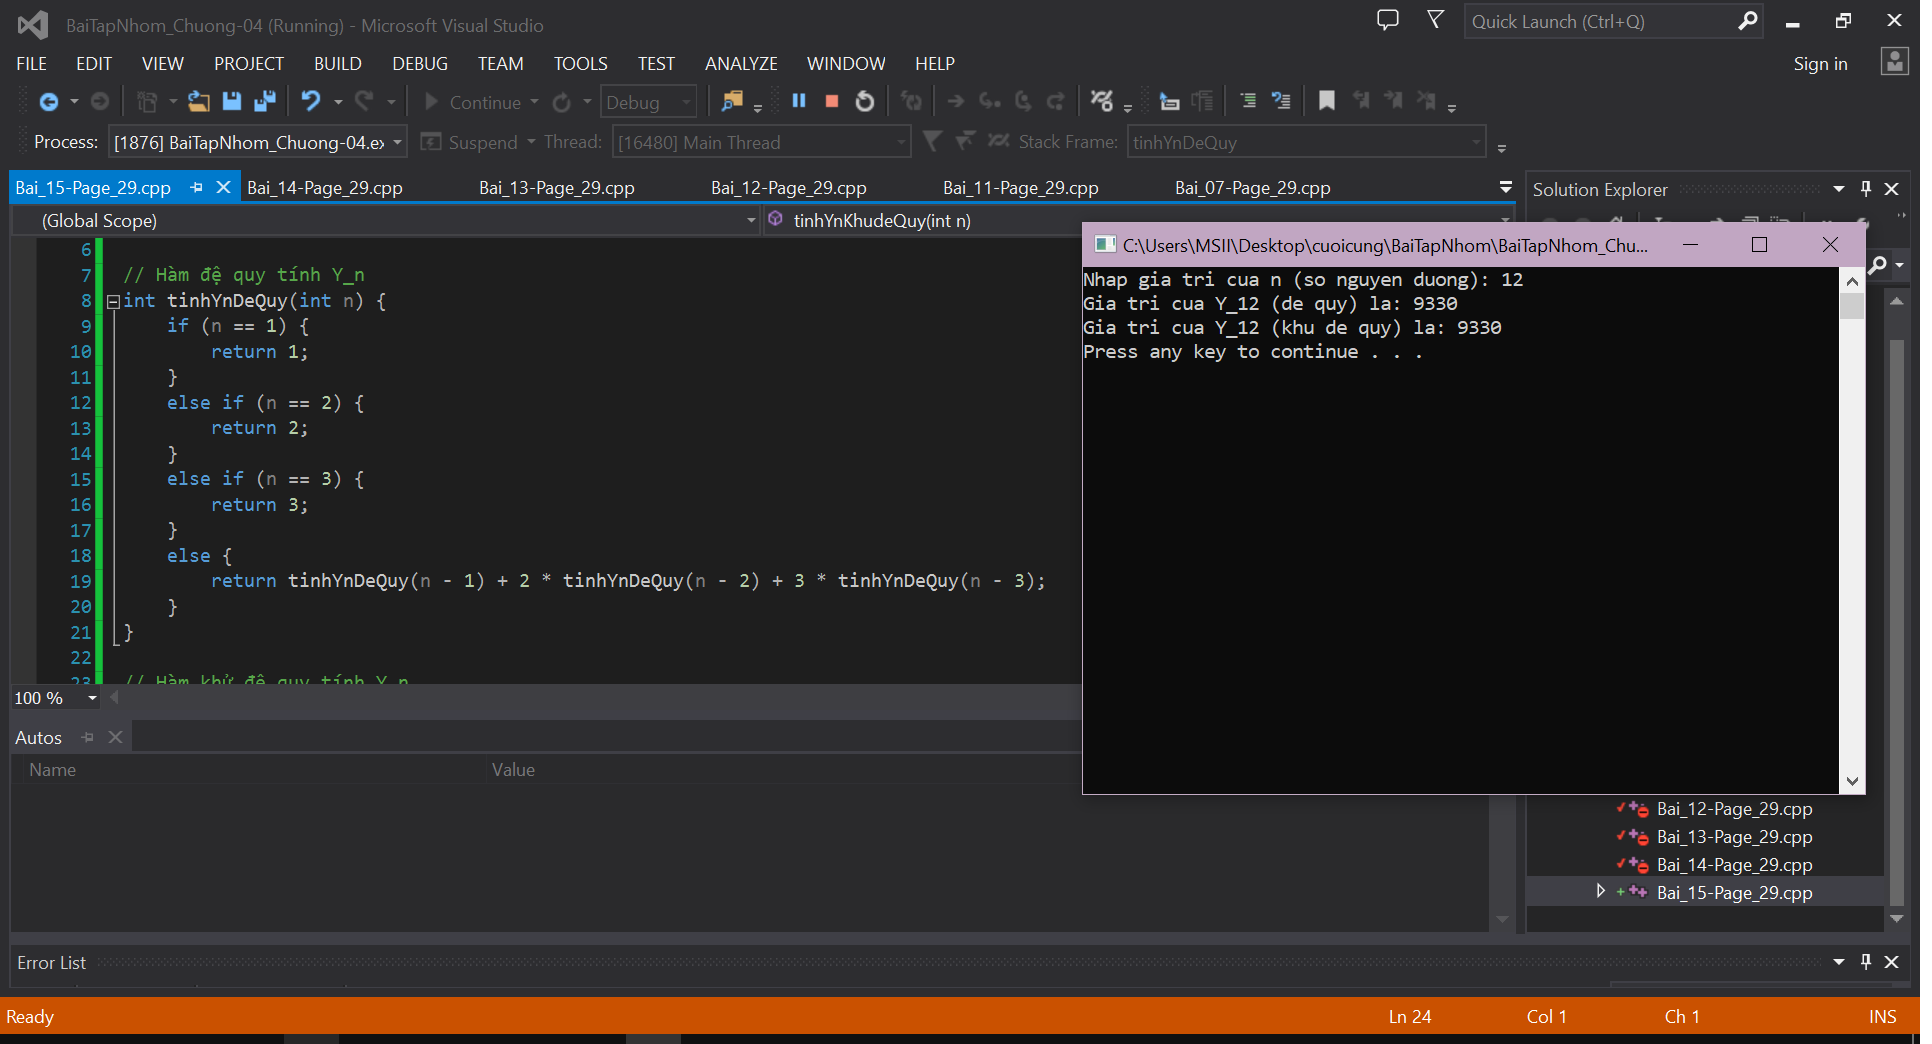 BaiTapNhom_Chuong-04 (Running) - Microsoft Visual Studio
Quick Launch (Ctrl+Q)
FILE EDIT VIEW PROJECT BUILD DEBUG TEAM TOOLS TEST ANALYZE WINDOW HELP
Sign in
Continue Debug
Process: [1876] BaiTapNhom_Chuong-04.ex Suspend Thread: [16480] Main Thread Stack Frame: tinhYnDeQuy
Bai_15-Page_29.cpp Bai_14-Page_29.cpp Bai_13-Page_29.cpp Bai_12-Page_29.cpp Bai_11-Page_29.cpp Bai_07-Page_29.cpp
Solution Explorer
(Global Scope) tinhYnKhudeQuy(int n)
6
7 // Hàm đệ quy tính Y_n
8 int tinhYnDeQuy(int n) {
9 if (n == 1) {
10 return 1;
11 }
12 else if (n == 2) {
13 return 2;
14 }
15 else if (n == 3) {
16 return 3;
17 }
18 else {
19 return tinhYnDeQuy(n - 1) + 2 * tinhYnDeQuy(n - 2) + 3 * tinhYnDeQuy(n - 3);
20 }
21 }
22
23 // Hàm khử đệ quy tính Y_n
100 %
C:\Users\MSII\Desktop\cuoicung\BaiTapNhom\BaiTapNhom_Chu...
Nhap gia tri cua n (so nguyen duong): 12
Gia tri cua Y_12 (de quy) la: 9330
Gia tri cua Y_12 (khu de quy) la: 9330
Press any key to continue . . .
Autos
Name Value
Bai_12-Page_29.cpp
Bai_13-Page_29.cpp
Bai_14-Page_29.cpp
Bai_15-Page_29.cpp
Error List
Ready Ln 24 Col 1 Ch 1 INS